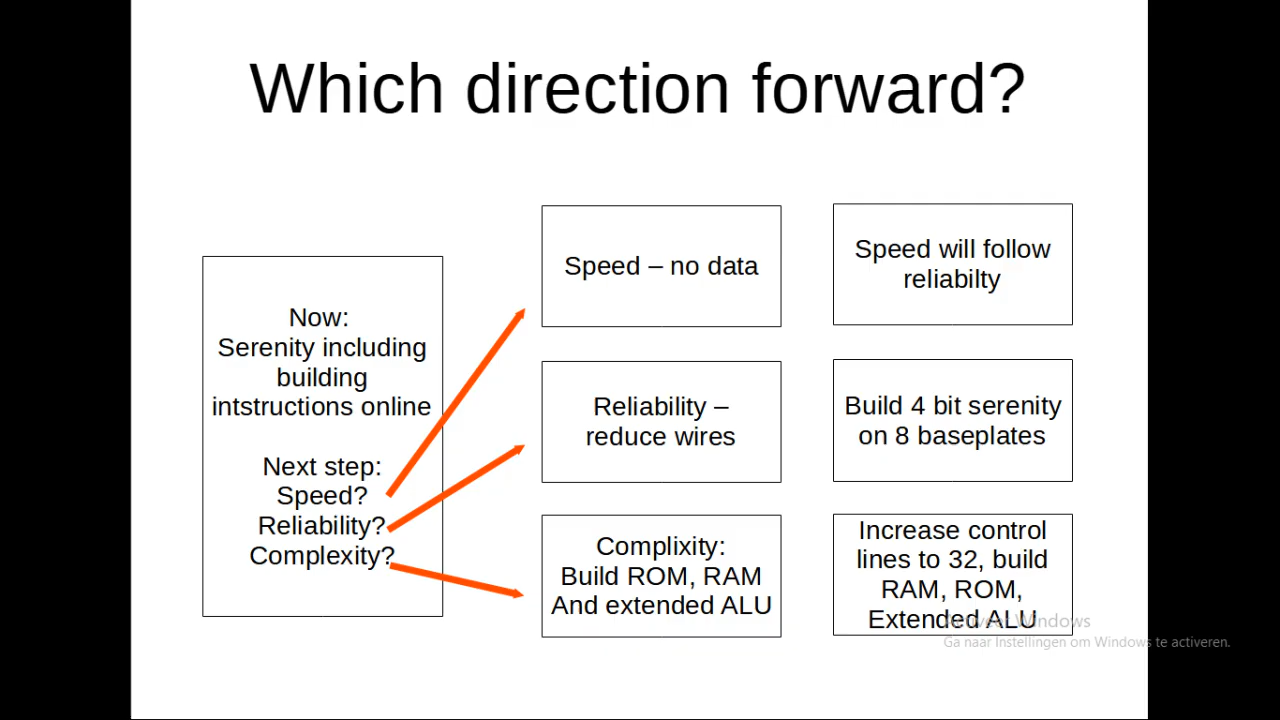 Which direction forward?
Now:
Serenity including
building
intstructions online
Next step:
Speed?
Reliability?
Complexity?
Speed – no data
Speed will follow
reliabilty
Reliability –
reduce wires
Build 4 bit serenity
on 8 baseplates
Complixity:
Build ROM, RAM
And extended ALU
Increase control
lines to 32, build
RAM, ROM,
Extended ALU
Activeer Windows
Ga naar Instellingen om Windows te activeren.